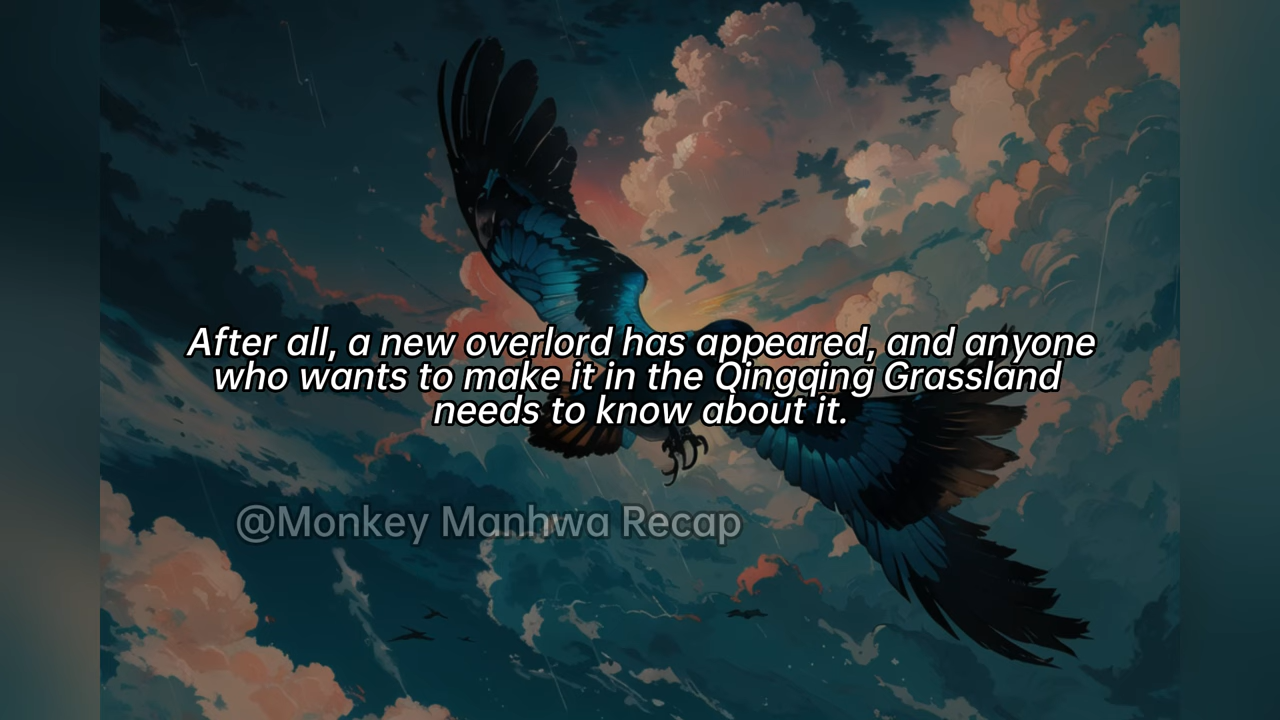 After all, a new overlord has appeared, and anyone
who wants to make it in the Qingqing Grassland
needs to know about it.
@Monkey Manhwa Recap